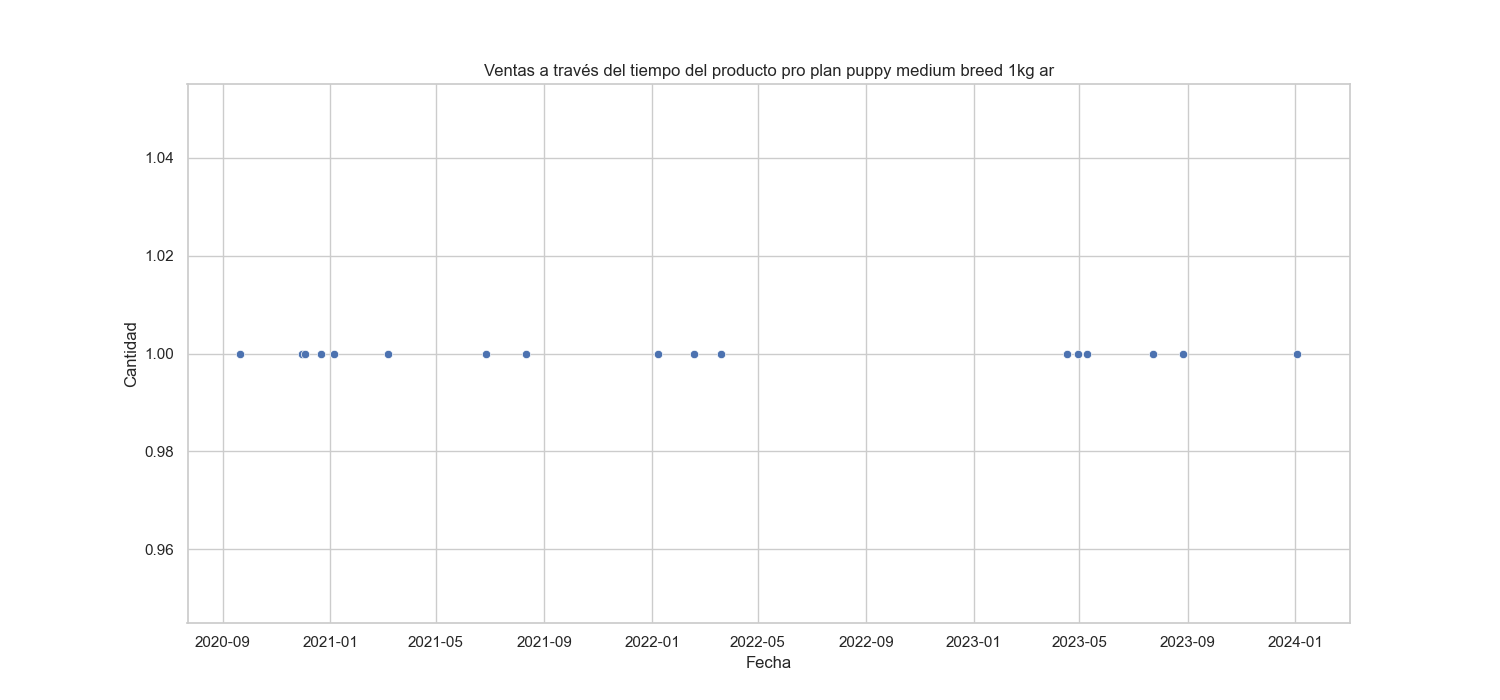 Ventas a través del tiempo del producto pro plan puppy medium breed 1kg ar
1.04
1.02
1.00
0.98
0.96
Cantidad
2020-09 2021-01 2021-05 2021-09 2022-01 2022-05 2022-09 2023-01 2023-05 2023-09 2024-01
Fecha